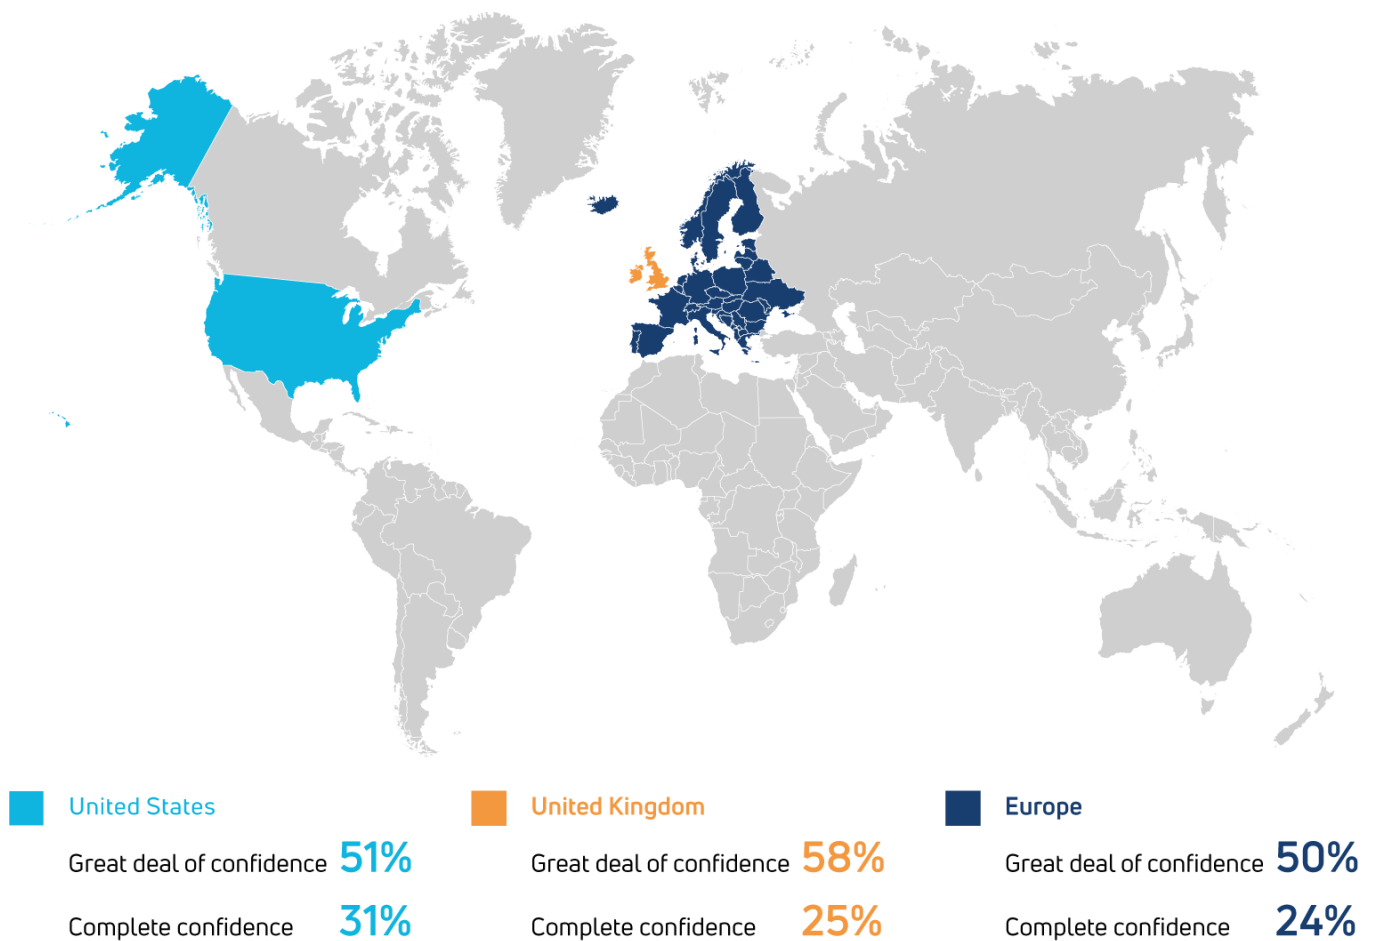 United States
Great deal of confidence 51%
Complete confidence 31%
United Kingdom
Great deal of confidence 58%
Complete confidence 25%
Europe
Great deal of confidence 50%
Complete confidence 24%